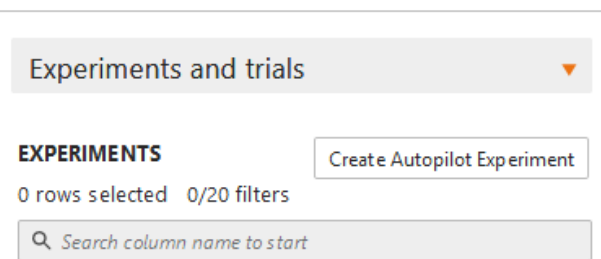 Experiments and trials
EXPERIMENTS
Create Autopilot Experiment
0 rows selected 0/20 filters
Search column name to start